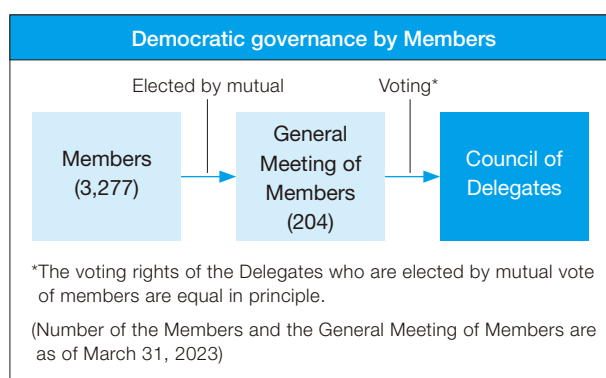 Democratic governance by Members
Elected by mutual
Voting*
Members
(3,277)
General
Meeting of
Members
(204)
Council of
Delegates
*The voting rights of the Delegates who are elected by mutual vote
of members are equal in principle.
(Number of the Members and the General Meeting of Members are
as of March 31, 2023)